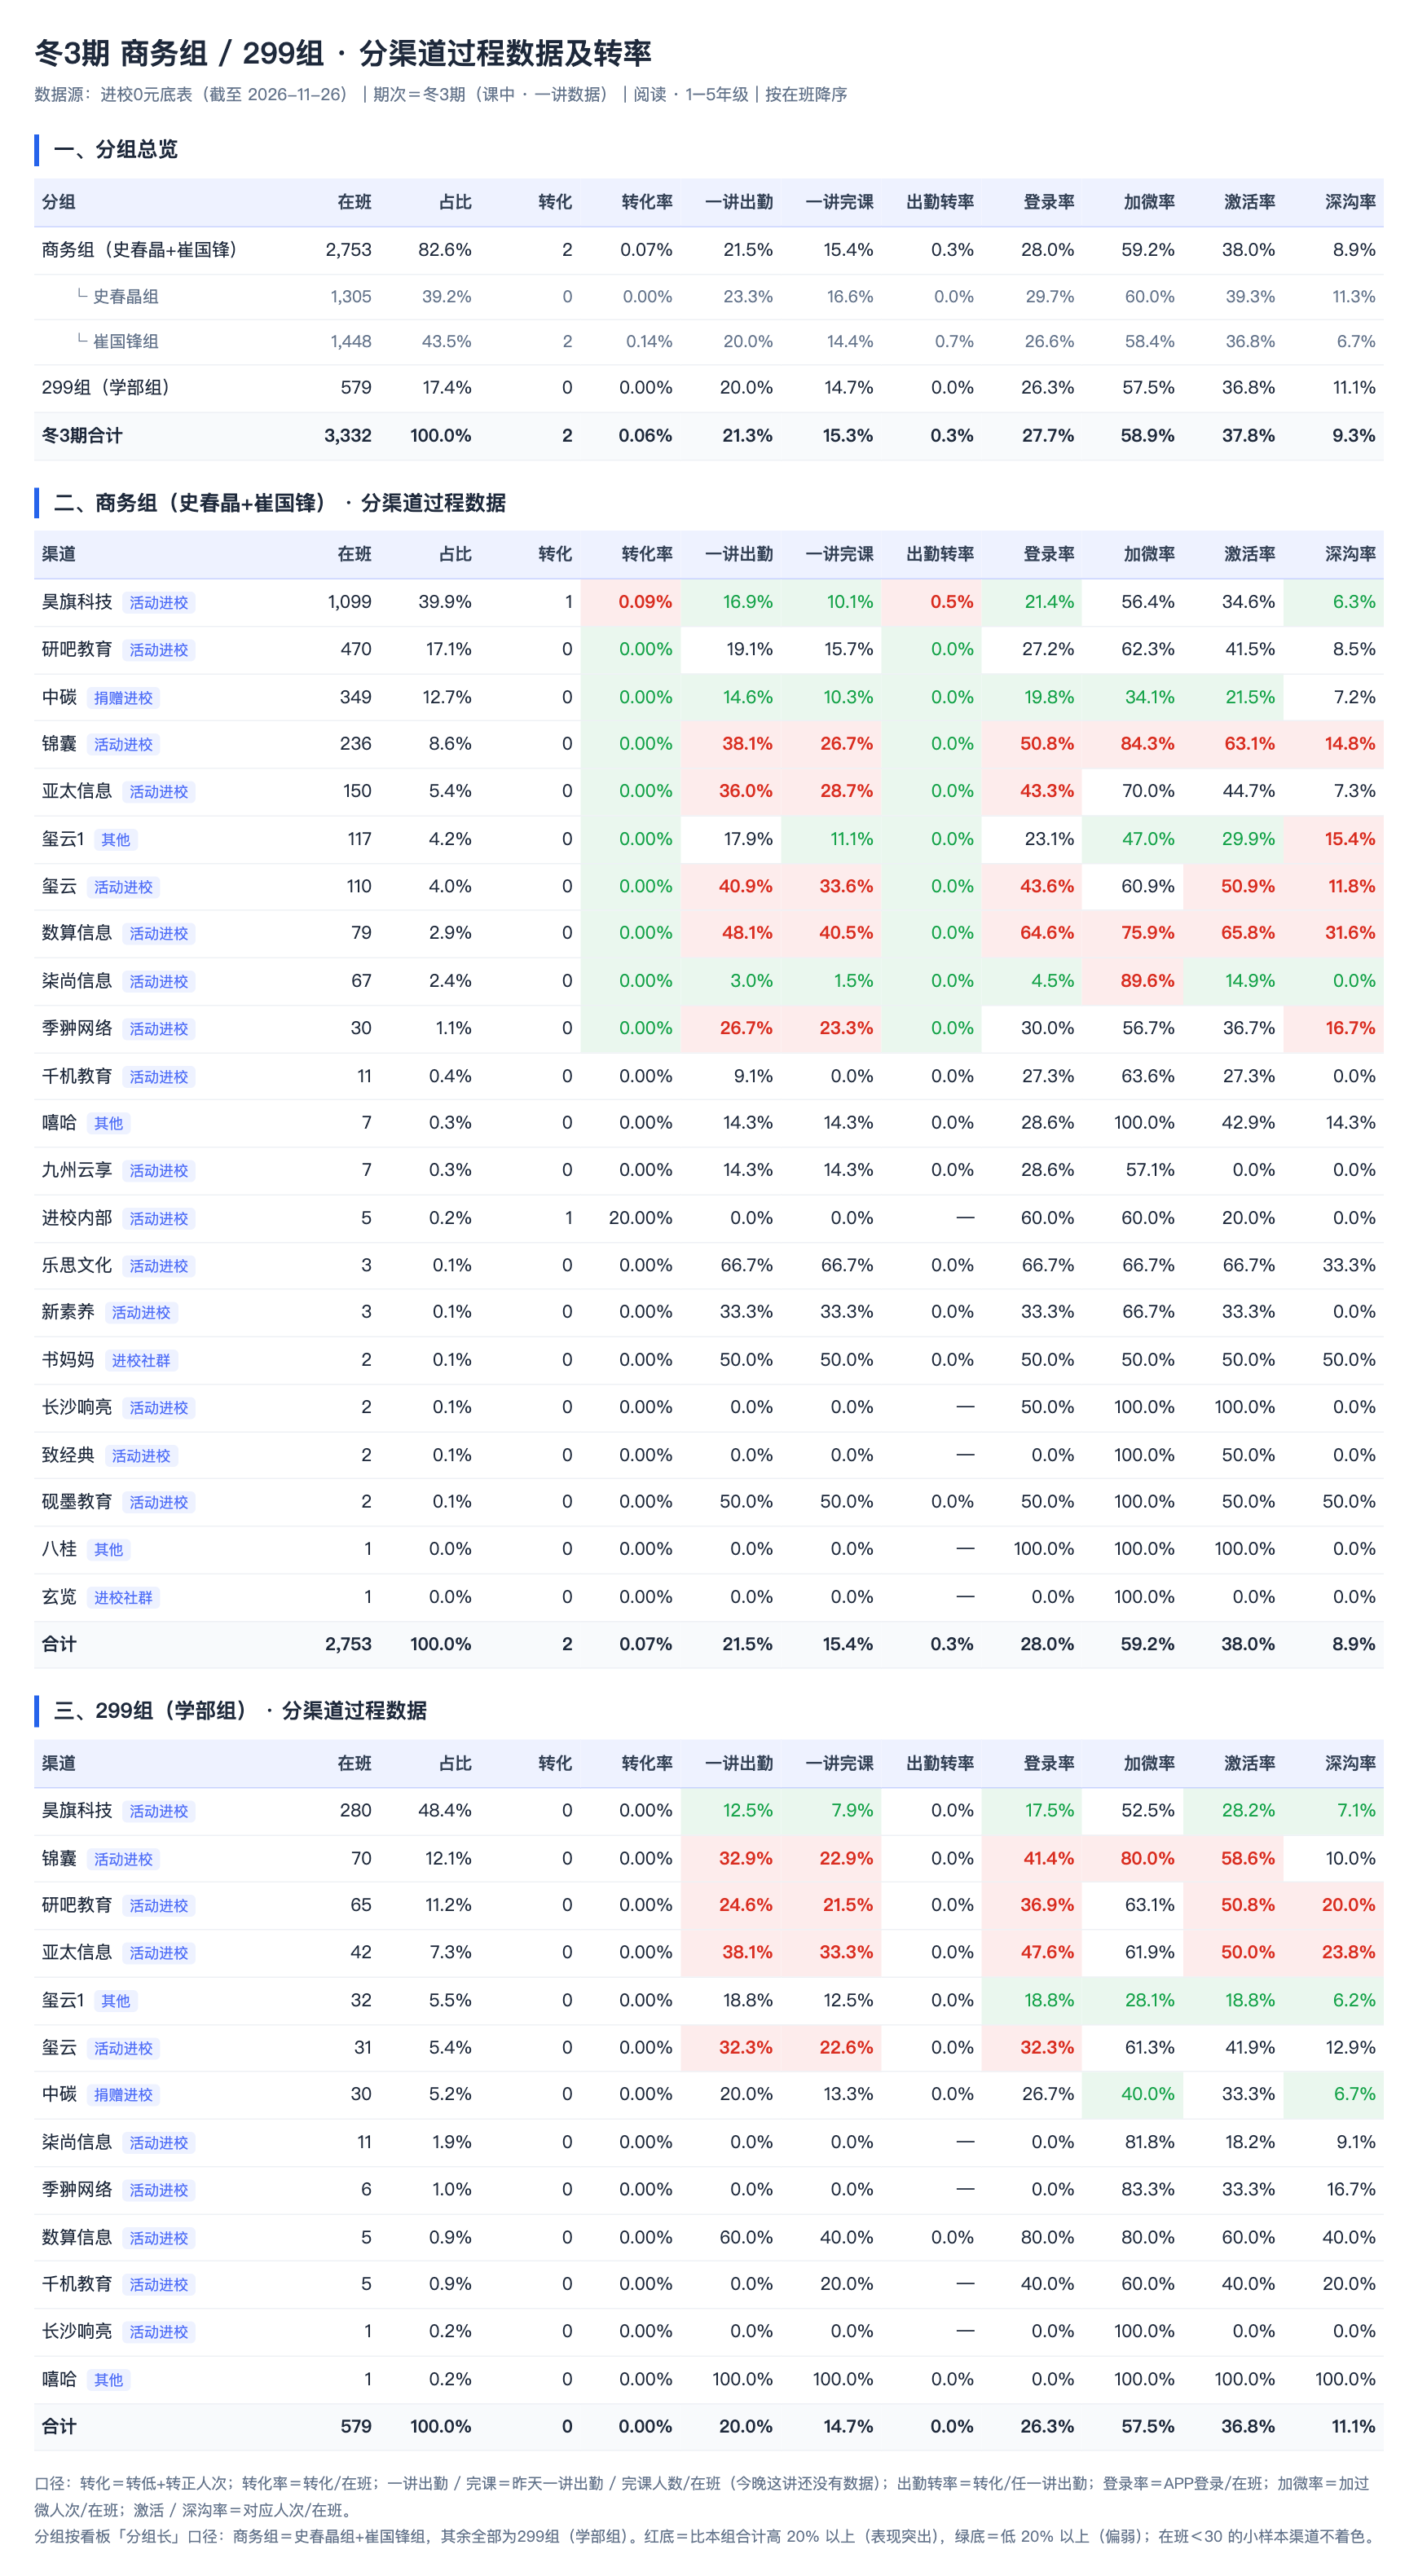 冬3期 商务组 / 299组 · 分渠道过程数据及转率
数据源：进校0元底表（截至 2026-11-26）｜期次＝冬3期（课中 · 一讲数据）｜阅读 · 1–5年级｜按在班降序
一、分组总览
分组 在班 占比 转化 转化率 一讲出勤 一讲完课 出勤转率 登录率 加微率 激活率 深沟率
商务组（史春晶+崔国锋） 2,753 82.6% 2 0.07% 21.5% 15.4% 0.3% 28.0% 59.2% 38.0% 8.9%
└ 史春晶组 1,305 39.2% 0 0.00% 23.3% 16.6% 0.0% 29.7% 60.0% 39.3% 11.3%
└ 崔国锋组 1,448 43.5% 2 0.14% 20.0% 14.4% 0.7% 26.6% 58.4% 36.8% 6.7%
299组（学部组） 579 17.4% 0 0.00% 20.0% 14.7% 0.0% 26.3% 57.5% 36.8% 11.1%
冬3期合计 3,332 100.0% 2 0.06% 21.3% 15.3% 0.3% 27.7% 58.9% 37.8% 9.3%
二、商务组（史春晶+崔国锋） · 分渠道过程数据
渠道 在班 占比 转化 转化率 一讲出勤 一讲完课 出勤转率 登录率 加微率 激活率 深沟率
昊旗科技 活动进校 1,099 39.9% 1 0.09% 16.9% 10.1% 0.5% 21.4% 56.4% 34.6% 6.3%
研吧教育 活动进校 470 17.1% 0 0.00% 19.1% 15.7% 0.0% 27.2% 62.3% 41.5% 8.5%
中碳 捐赠进校 349 12.7% 0 0.00% 14.6% 10.3% 0.0% 19.8% 34.1% 21.5% 7.2%
锦囊 活动进校 236 8.6% 0 0.00% 38.1% 26.7% 0.0% 50.8% 84.3% 63.1% 14.8%
亚太信息 活动进校 150 5.4% 0 0.00% 36.0% 28.7% 0.0% 43.3% 70.0% 44.7% 7.3%
玺云1 其他 117 4.2% 0 0.00% 17.9% 11.1% 0.0% 23.1% 47.0% 29.9% 15.4%
玺云 活动进校 110 4.0% 0 0.00% 40.9% 33.6% 0.0% 43.6% 60.9% 50.9% 11.8%
数算信息 活动进校 79 2.9% 0 0.00% 48.1% 40.5% 0.0% 64.6% 75.9% 65.8% 31.6%
柒尚信息 活动进校 67 2.4% 0 0.00% 3.0% 1.5% 0.0% 4.5% 89.6% 14.9% 0.0%
季翀网络 活动进校 30 1.1% 0 0.00% 26.7% 23.3% 0.0% 30.0% 56.7% 36.7% 16.7%
千机教育 活动进校 11 0.4% 0 0.00% 9.1% 0.0% 0.0% 27.3% 63.6% 27.3% 0.0%
嘻哈 其他 7 0.3% 0 0.00% 14.3% 14.3% 0.0% 28.6% 100.0% 42.9% 14.3%
九州云享 活动进校 7 0.3% 0 0.00% 14.3% 14.3% 0.0% 28.6% 57.1% 0.0% 0.0%
进校内部 活动进校 5 0.2% 1 20.00% 0.0% 0.0% — 60.0% 60.0% 20.0% 0.0%
乐思文化 活动进校 3 0.1% 0 0.00% 66.7% 66.7% 0.0% 66.7% 66.7% 66.7% 33.3%
新素养 活动进校 3 0.1% 0 0.00% 33.3% 33.3% 0.0% 33.3% 66.7% 33.3% 0.0%
书妈妈 进校社群 2 0.1% 0 0.00% 50.0% 50.0% 0.0% 50.0% 50.0% 50.0% 50.0%
长沙响亮 活动进校 2 0.1% 0 0.00% 0.0% 0.0% — 50.0% 100.0% 100.0% 0.0%
致经典 活动进校 2 0.1% 0 0.00% 0.0% 0.0% — 0.0% 100.0% 50.0% 0.0%
砚墨教育 活动进校 2 0.1% 0 0.00% 50.0% 50.0% 0.0% 50.0% 100.0% 50.0% 50.0%
八桂 其他 1 0.0% 0 0.00% 0.0% 0.0% — 100.0% 100.0% 100.0% 0.0%
玄览 进校社群 1 0.0% 0 0.00% 0.0% 0.0% — 0.0% 100.0% 0.0% 0.0%
合计 2,753 100.0% 2 0.07% 21.5% 15.4% 0.3% 28.0% 59.2% 38.0% 8.9%
三、299组（学部组） · 分渠道过程数据
渠道 在班 占比 转化 转化率 一讲出勤 一讲完课 出勤转率 登录率 加微率 激活率 深沟率
昊旗科技 活动进校 280 48.4% 0 0.00% 12.5% 7.9% 0.0% 17.5% 52.5% 28.2% 7.1%
锦囊 活动进校 70 12.1% 0 0.00% 32.9% 22.9% 0.0% 41.4% 80.0% 58.6% 10.0%
研吧教育 活动进校 65 11.2% 0 0.00% 24.6% 21.5% 0.0% 36.9% 63.1% 50.8% 20.0%
亚太信息 活动进校 42 7.3% 0 0.00% 38.1% 33.3% 0.0% 47.6% 61.9% 50.0% 23.8%
玺云1 其他 32 5.5% 0 0.00% 18.8% 12.5% 0.0% 18.8% 28.1% 18.8% 6.2%
玺云 活动进校 31 5.4% 0 0.00% 32.3% 22.6% 0.0% 32.3% 61.3% 41.9% 12.9%
中碳 捐赠进校 30 5.2% 0 0.00% 20.0% 13.3% 0.0% 26.7% 40.0% 33.3% 6.7%
柒尚信息 活动进校 11 1.9% 0 0.00% 0.0% 0.0% — 0.0% 81.8% 18.2% 9.1%
季翀网络 活动进校 6 1.0% 0 0.00% 0.0% 0.0% — 0.0% 83.3% 33.3% 16.7%
数算信息 活动进校 5 0.9% 0 0.00% 60.0% 40.0% 0.0% 80.0% 80.0% 60.0% 40.0%
千机教育 活动进校 5 0.9% 0 0.00% 0.0% 20.0% — 40.0% 60.0% 40.0% 20.0%
长沙响亮 活动进校 1 0.2% 0 0.00% 0.0% 0.0% — 0.0% 100.0% 0.0% 0.0%
嘻哈 其他 1 0.2% 0 0.00% 100.0% 100.0% 0.0% 0.0% 100.0% 100.0% 100.0%
合计 579 100.0% 0 0.00% 20.0% 14.7% 0.0% 26.3% 57.5% 36.8% 11.1%
口径：转化＝转低+转正人次；转化率＝转化/在班；一讲出勤 / 完课＝昨天一讲出勤 / 完课人数/在班（今晚这讲还没有数据）；出勤转率＝转化/任一讲出勤；登录率＝APP登录/在班；加微率＝加过
微人次/在班；激活 / 深沟率＝对应人次/在班。
分组按看板「分组长」口径：商务组＝史春晶组+崔国锋组，其余全部为299组（学部组）。红底＝比本组合计高 20% 以上（表现突出），绿底＝低 20% 以上（偏弱）；在班＜30 的小样本渠道不着色。